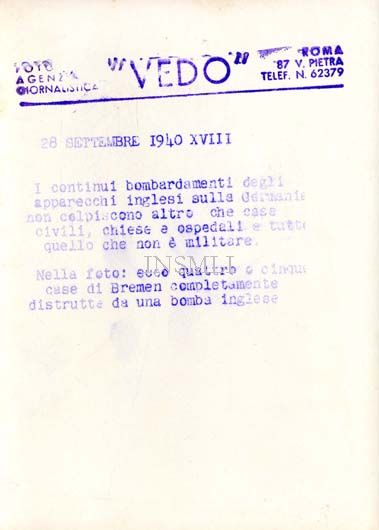 FOTO
AGENZIA
GIORNALISTICA
"VEDO"
ROMA
87 V. PIETRA
TELEF. N. 62379
28 SETTEMBRE 1940 XVIII
I continui bombardamenti degli
apparecchi inglesi sulla Germania
non colpiscono altro che case
civili, chiese e ospedali e tutto
quello che non è militare.
INSMLI
Nella foto: ecco quattro o cinque
case di Bremen completamente
distrutte da una bomba inglese